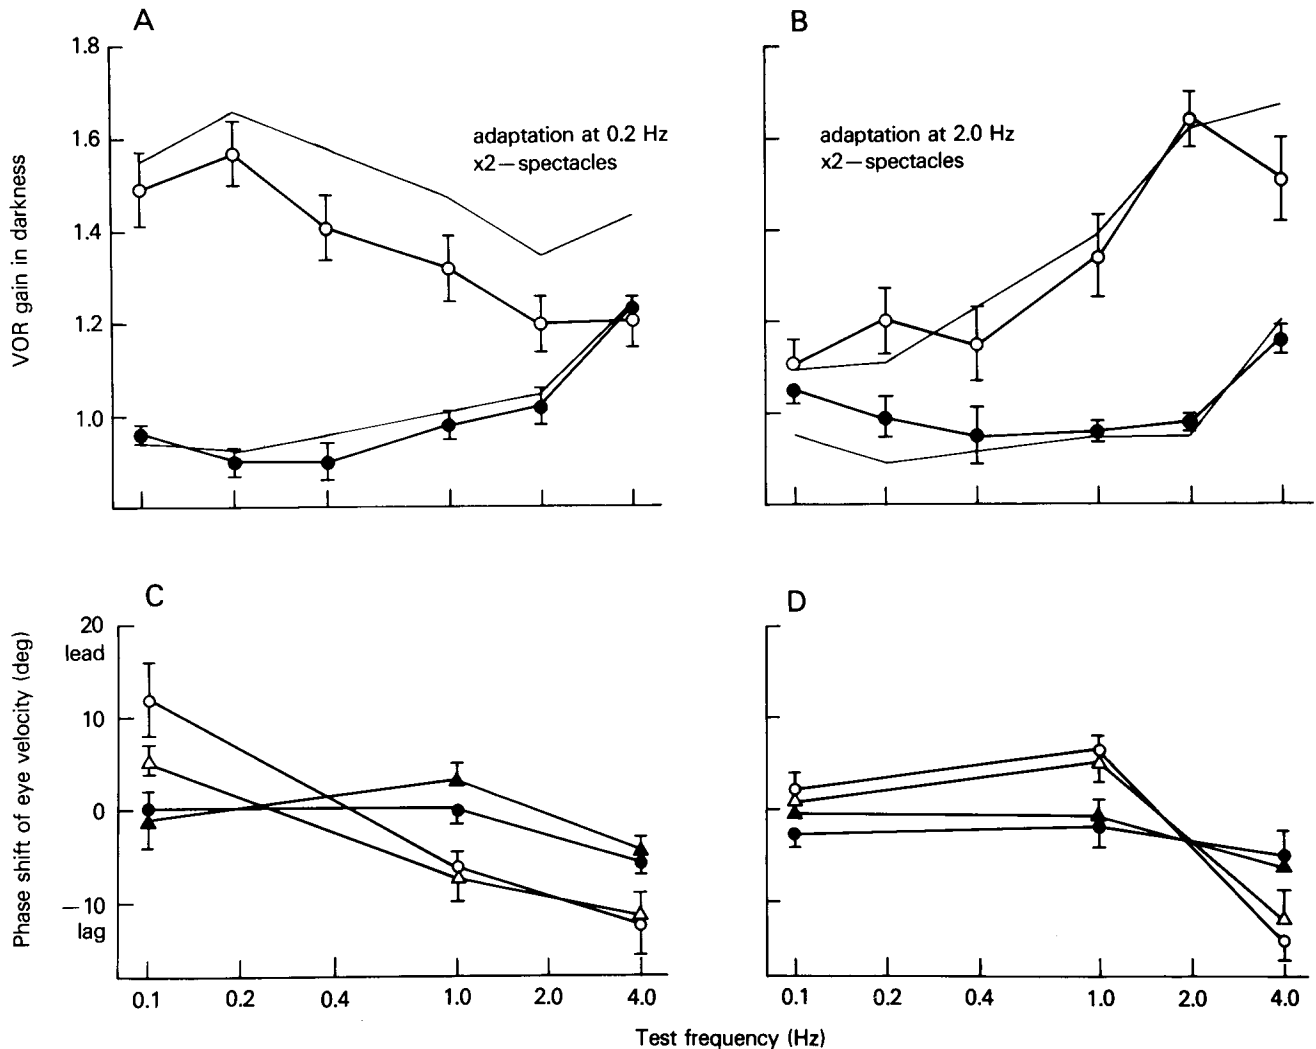 A
B
1.8
1.6
1.4
1.2
1.0
VOR gain in darkness
adaptation at 0.2 Hz
x2—spectacles
adaptation at 2.0 Hz
x2—spectacles
C
D
20
lead
10
0
—10
lag
Phase shift of eye velocity (deg)
0.1 0.2 0.4 1.0 2.0 4.0
0.1 0.2 0.4 1.0 2.0 4.0
Test frequency (Hz)